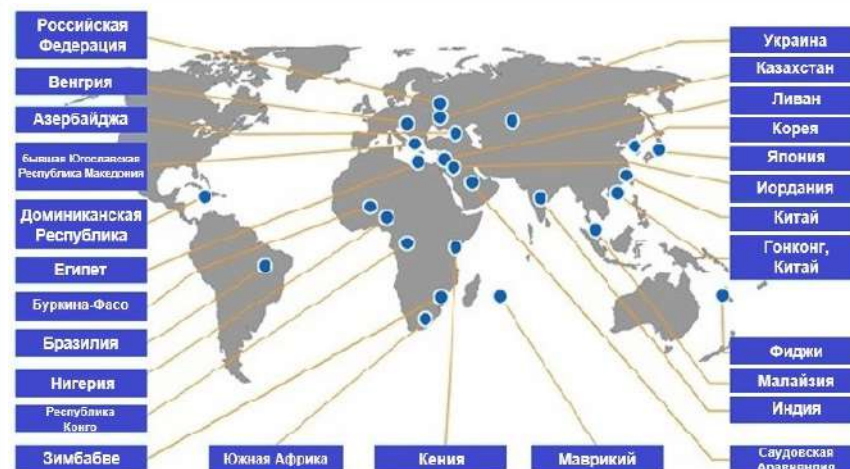 Российская
Федерация
Венгрия
Азербайджа
бывшая Югославская
Республика Македония
Доминиканская
Республика
Египет
Буркина-Фасо
Бразилия
Нигерия
Республика
Конго
Зимбабве
Южная Африка
Кения
Маврикий
Украина
Казахстан
Ливан
Корея
Япония
Иордания
Китай
Гонконг,
Китай
Фиджи
Малайзия
Индия
Саудовская